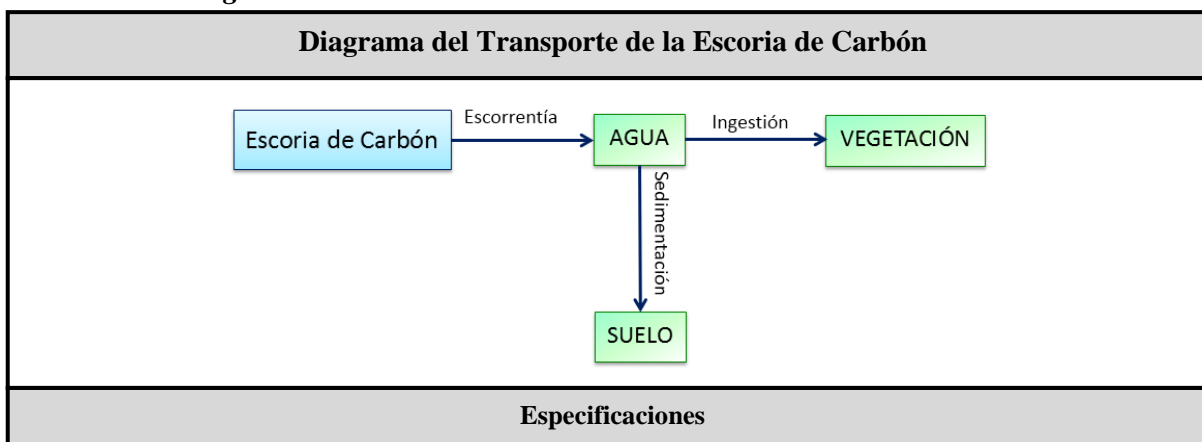 Diagrama del Transporte de la Escoria de Carbón
Escoria de Carbón
Escorrentía
AGUA
Ingestión
VEGETACIÓN
Sedimentación
SUELO
Especificaciones